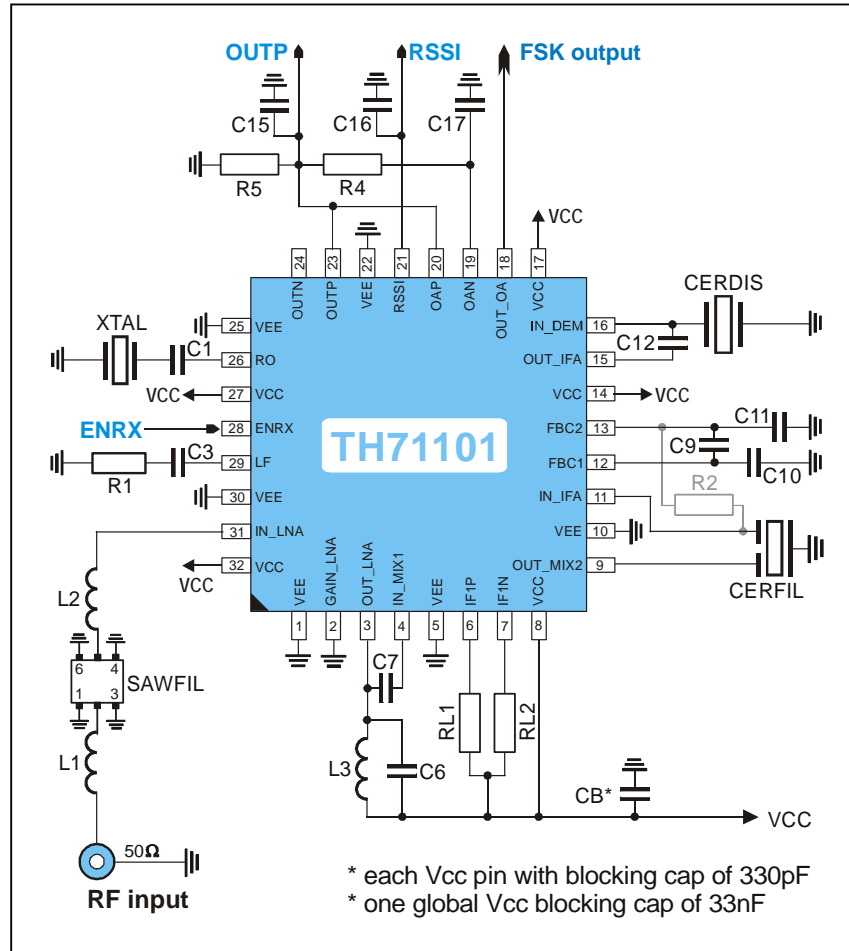 OUTP RSSI FSK output
C15 C16 C17
R5 R4
VCC
24 23 22 21 20 19 18 17
OUTN OUTP VEE RSSI OAP OAN OUT_OA VCC
CERDIS
XTAL
C1
25 VEE IN_DEM 16
C12
26 RO OUT_IFA 15
VCC 27 VCC VCC 14 VCC
ENRX 28 ENRX FBC2 13
C11
TH71101
C9
C3
29 LF FBC1 12
C10
R1
R2
30 VEE IN_IFA 11
31 IN_LNA VEE 10
VCC 32 VCC OUT_MIX2 9
CERFIL
VEE GAIN_LNA OUT_LNA IN_MIX1 VEE IF1P IF1N VCC
1 2 3 4 5 6 7 8
L2
C7
6 4
SAWFIL
1 3
RL1 RL2
L1
L3 C6
CB*
VCC
50Ω
RF input
* each Vcc pin with blocking cap of 330pF
* one global Vcc blocking cap of 33nF